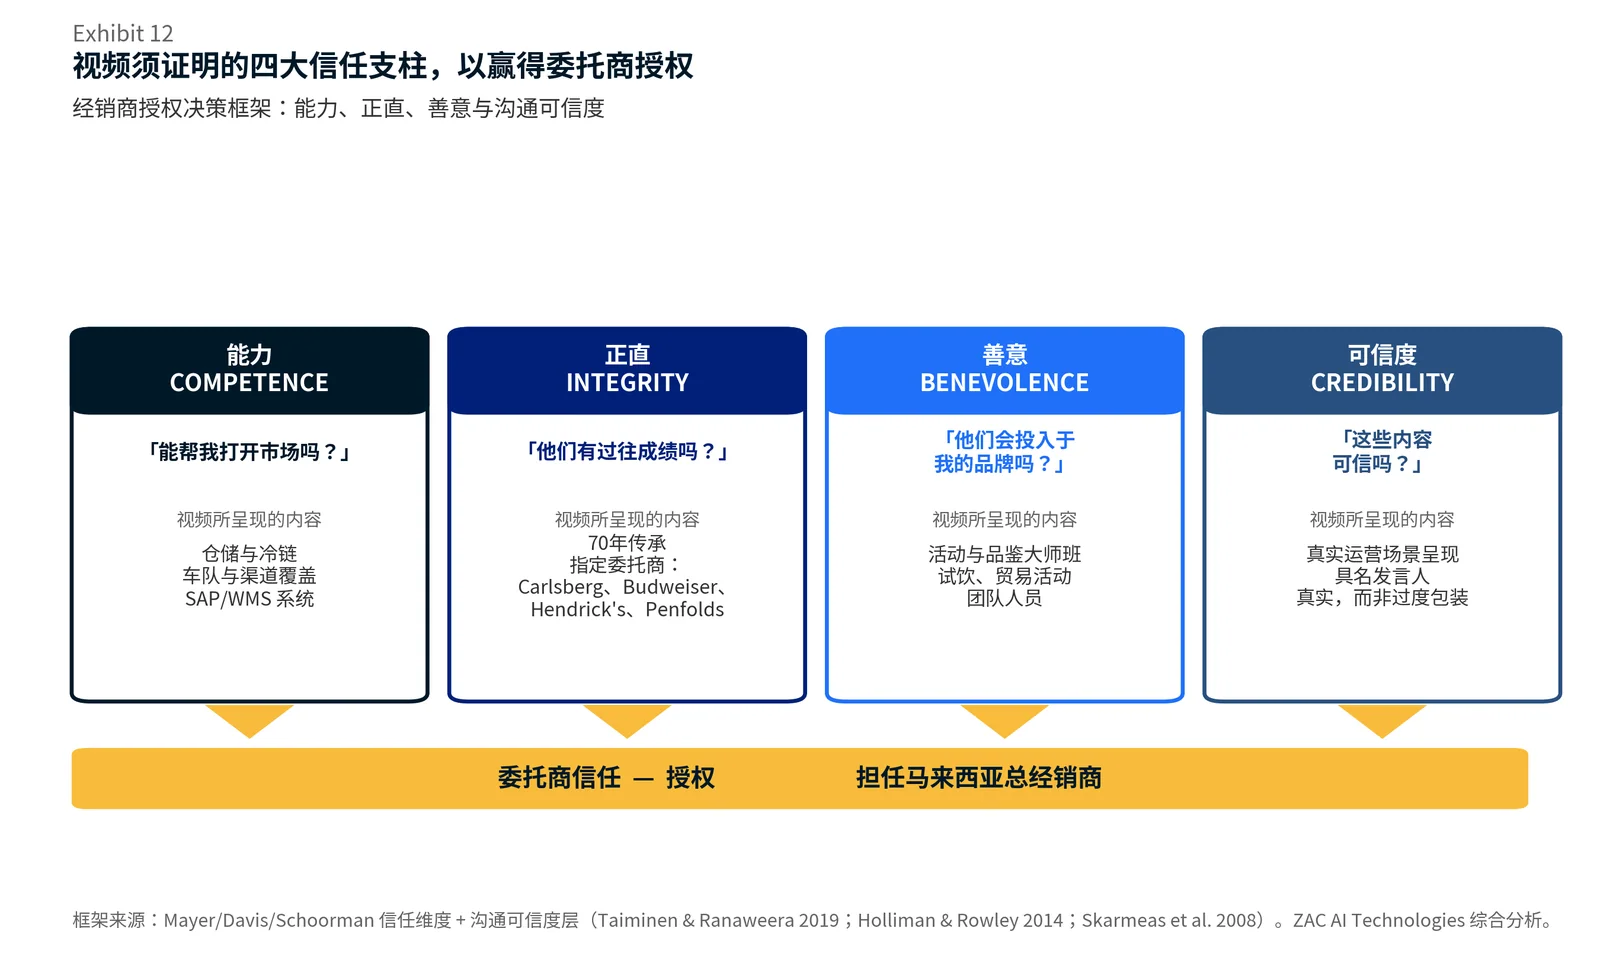 Exhibit 12
视频须证明的四大信任支柱，以赢得委托商授权
经销商授权决策框架：能力、正直、善意与沟通可信度
能力
COMPETENCE
「能帮我打开市场吗？」
视频所呈现的内容
仓储与冷链
车队与渠道覆盖
SAP/WMS 系统
正直
INTEGRITY
「他们有过往成绩吗？」
视频所呈现的内容
70年传承
指定委托商：
Carlsberg、Budweiser、
Hendrick's、Penfolds
善意
BENEVOLENCE
「他们会投入于
我的品牌吗？」
视频所呈现的内容
活动与品鉴大师班
试饮、贸易活动
团队人员
可信度
CREDIBILITY
「这些内容
可信吗？」
视频所呈现的内容
真实运营场景呈现
具名发言人
真实，而非过度包装
委托商信任 — 授权 担任马来西亚总经销商
框架来源：Mayer/Davis/Schoorman 信任维度 + 沟通可信度层（Taiminen & Ranaweera 2019；Holliman & Rowley 2014；Skarmeas et al. 2008）。ZAC AI Technologies 综合分析。